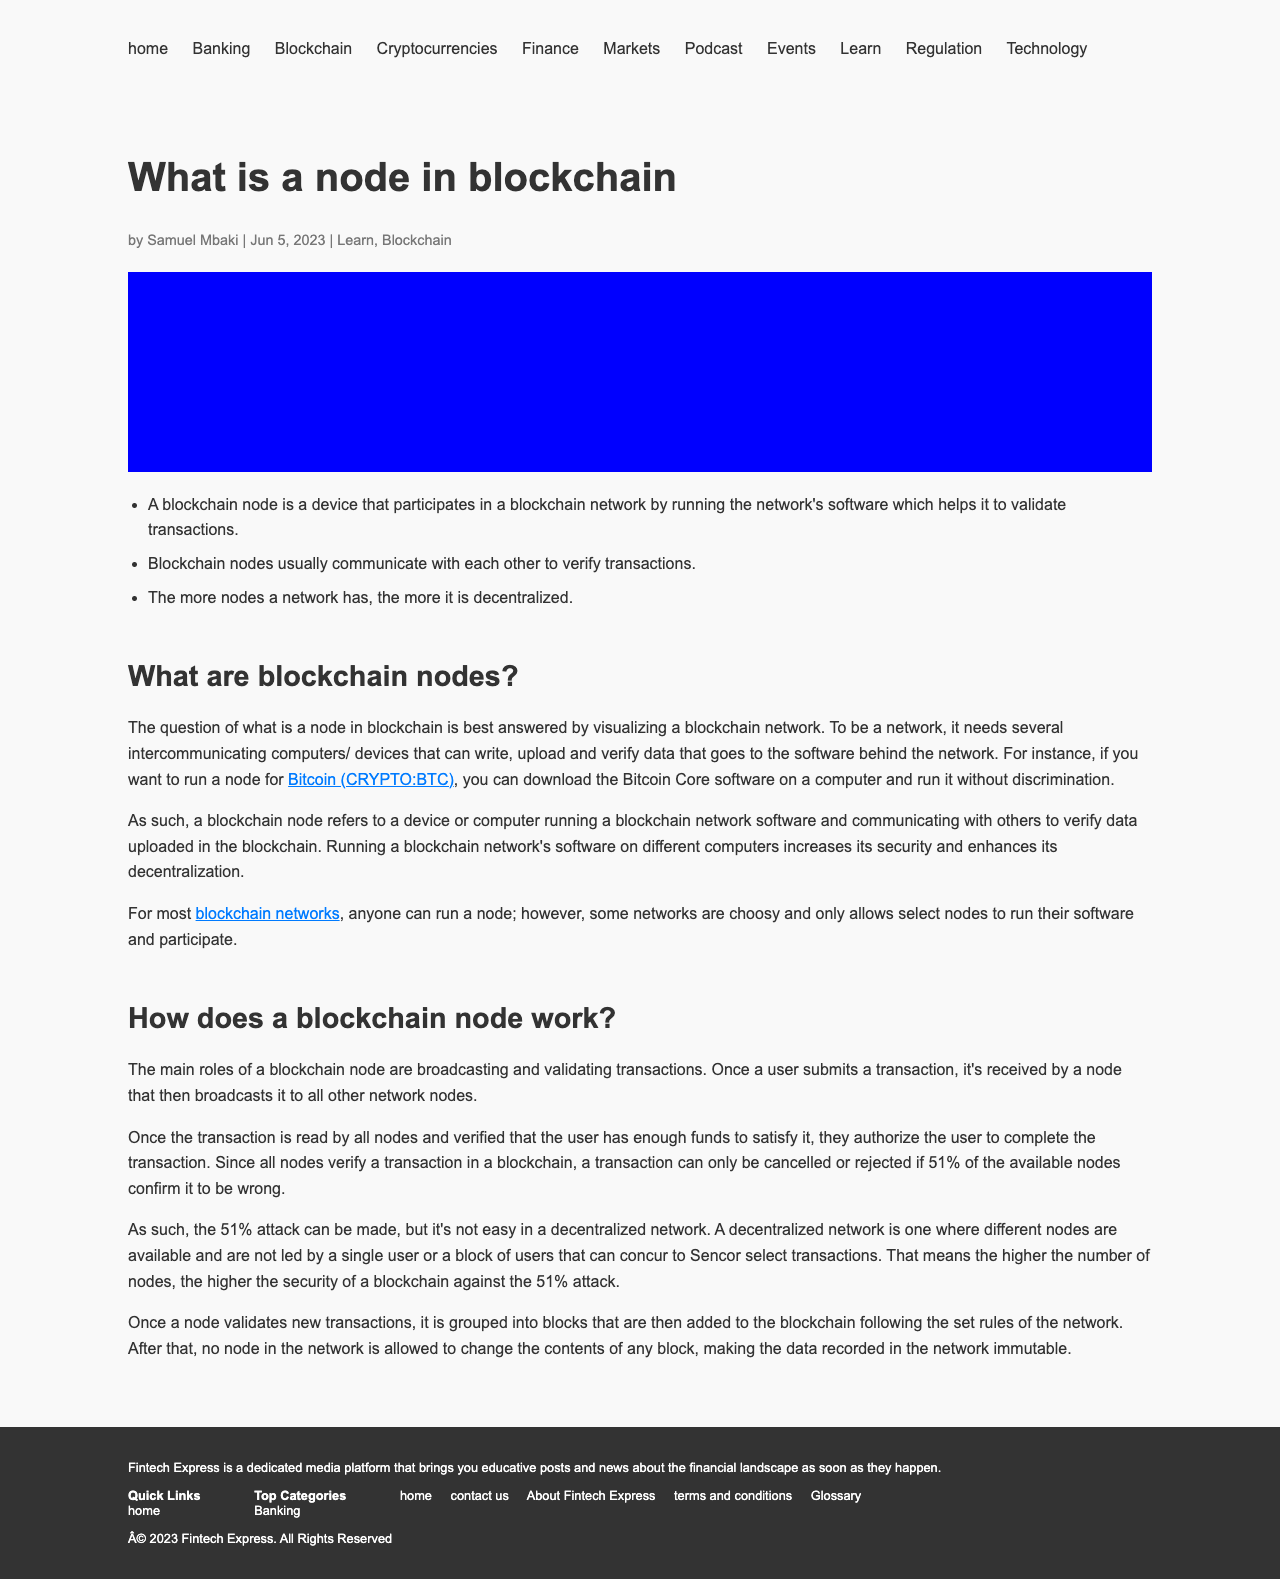 home Banking Blockchain Cryptocurrencies Finance Markets Podcast Events Learn Regulation Technology
What is a node in blockchain
by Samuel Mbaki | Jun 5, 2023 | Learn, Blockchain
• A blockchain node is a device that participates in a blockchain network by running the network's software which helps it to validate
transactions.
• Blockchain nodes usually communicate with each other to verify transactions.
• The more nodes a network has, the more it is decentralized.
What are blockchain nodes?
The question of what is a node in blockchain is best answered by visualizing a blockchain network. To be a network, it needs several
intercommunicating computers/ devices that can write, upload and verify data that goes to the software behind the network. For instance, if you
want to run a node for Bitcoin (CRYPTO:BTC), you can download the Bitcoin Core software on a computer and run it without discrimination.
As such, a blockchain node refers to a device or computer running a blockchain network software and communicating with others to verify data
uploaded in the blockchain. Running a blockchain network's software on different computers increases its security and enhances its
decentralization.
For most blockchain networks, anyone can run a node; however, some networks are choosy and only allows select nodes to run their software
and participate.
How does a blockchain node work?
The main roles of a blockchain node are broadcasting and validating transactions. Once a user submits a transaction, it's received by a node
that then broadcasts it to all other network nodes.
Once the transaction is read by all nodes and verified that the user has enough funds to satisfy it, they authorize the user to complete the
transaction. Since all nodes verify a transaction in a blockchain, a transaction can only be cancelled or rejected if 51% of the available nodes
confirm it to be wrong.
As such, the 51% attack can be made, but it's not easy in a decentralized network. A decentralized network is one where different nodes are
available and are not led by a single user or a block of users that can concur to Sencor select transactions. That means the higher the number of
nodes, the higher the security of a blockchain against the 51% attack.
Once a node validates new transactions, it is grouped into blocks that are then added to the blockchain following the set rules of the network.
After that, no node in the network is allowed to change the contents of any block, making the data recorded in the network immutable.
Fintech Express is a dedicated media platform that brings you educative posts and news about the financial landscape as soon as they happen.
Quick Links Top Categories home contact us About Fintech Express terms and conditions Glossary
home Banking
Â© 2023 Fintech Express. All Rights Reserved